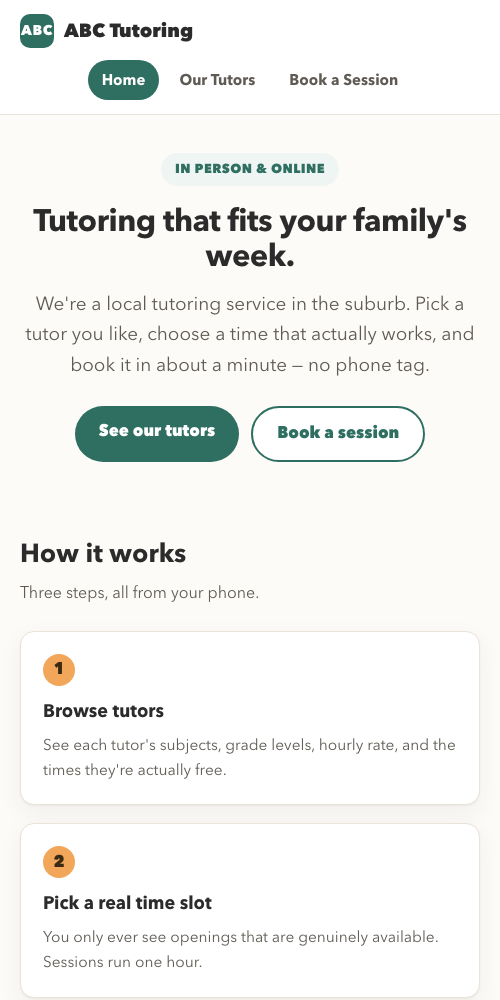 ABC ABC Tutoring
Home Our Tutors Book a Session
IN PERSON & ONLINE
Tutoring that fits your family's
week.
We're a local tutoring service in the suburb. Pick a
tutor you like, choose a time that actually works, and
book it in about a minute — no phone tag.
See our tutors Book a session
How it works
Three steps, all from your phone.
1
Browse tutors
See each tutor's subjects, grade levels, hourly rate, and the
times they're actually free.
2
Pick a real time slot
You only ever see openings that are genuinely available.
Sessions run one hour.